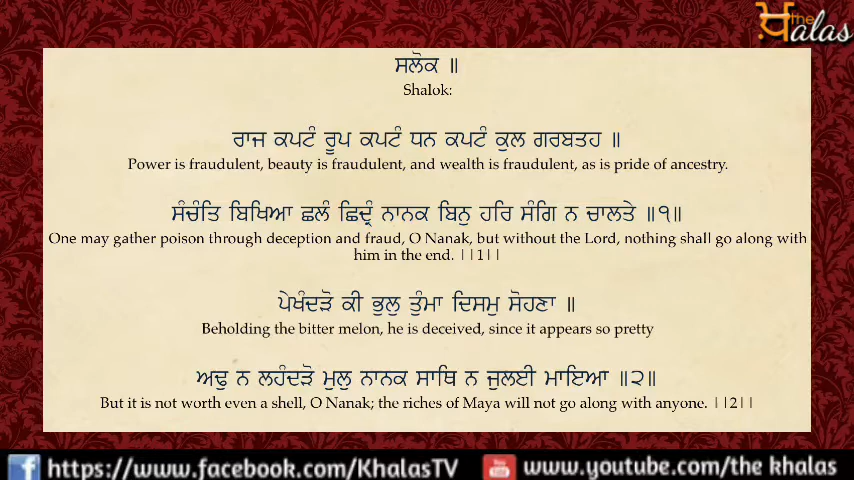 the
ਖ਼alas
ਸਲੋਕ ॥
Shalok:
ਰਾਜ ਕਪਟੰ ਰੂਪ ਕਪਟੰ ਧਨ ਕਪਟੰ ਕੁਲ ਗਰਬਤਹ ॥
Power is fraudulent, beauty is fraudulent, and wealth is fraudulent, as is pride of ancestry.
ਸੰਚੰਤਿ ਬਿਖਿਆ ਛਲੰ ਛਿਦ੍ਰੰ ਨਾਨਕ ਬਿਨੁ ਹਰਿ ਸੰਗਿ ਨ ਚਾਲਤੇ ॥੧॥
One may gather poison through deception and fraud, O Nanak, but without the Lord, nothing shall go along with
him in the end. ||1||
ਪੇਖੰਦੜੋ ਕੀ ਭੁਲੁ ਤੁੰਮਾ ਦਿਸਮੁ ਸੋਹਣਾ ॥
Beholding the bitter melon, he is deceived, since it appears so pretty
ਅਢੁ ਨ ਲਹੰਦੜੋ ਮੁਲੁ ਨਾਨਕ ਸਾਥਿ ਨ ਜੁਲਈ ਮਾਇਆ ॥੨॥
But it is not worth even a shell, O Nanak; the riches of Maya will not go along with anyone. ||2||
https://www.facebook.com/KhalasTV
www.youtube.com/the khalas